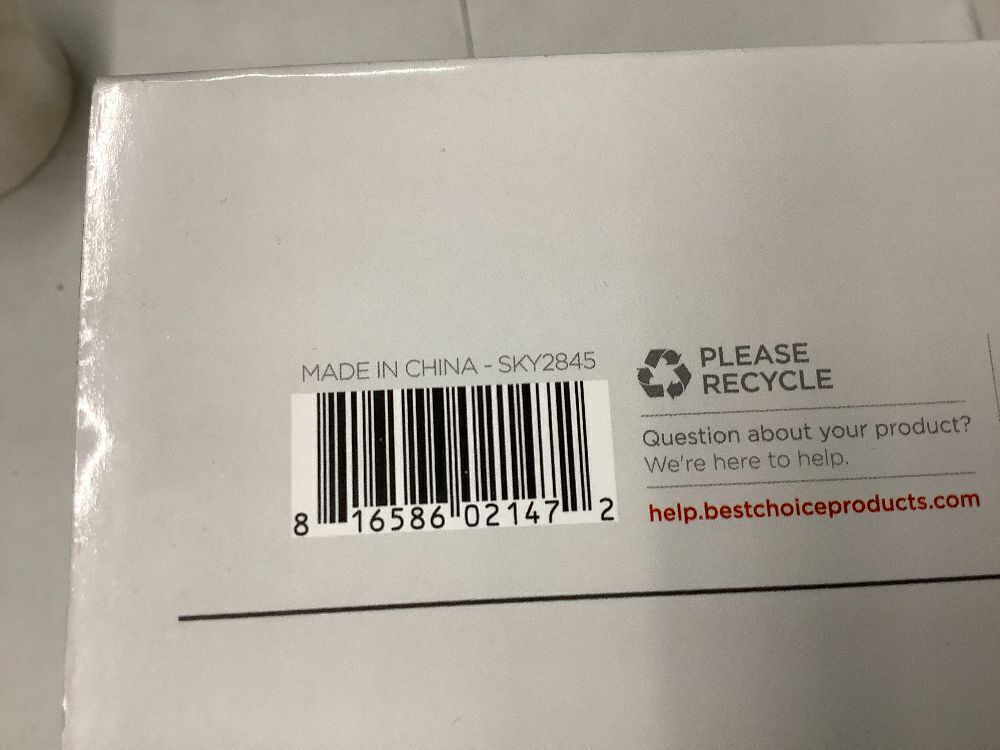 MADE IN CHINA - SKY2845
8 16586 02147 2
PLEASE
RECYCLE
Question about your product?
We're here to help.
help.bestchoiceproducts.com